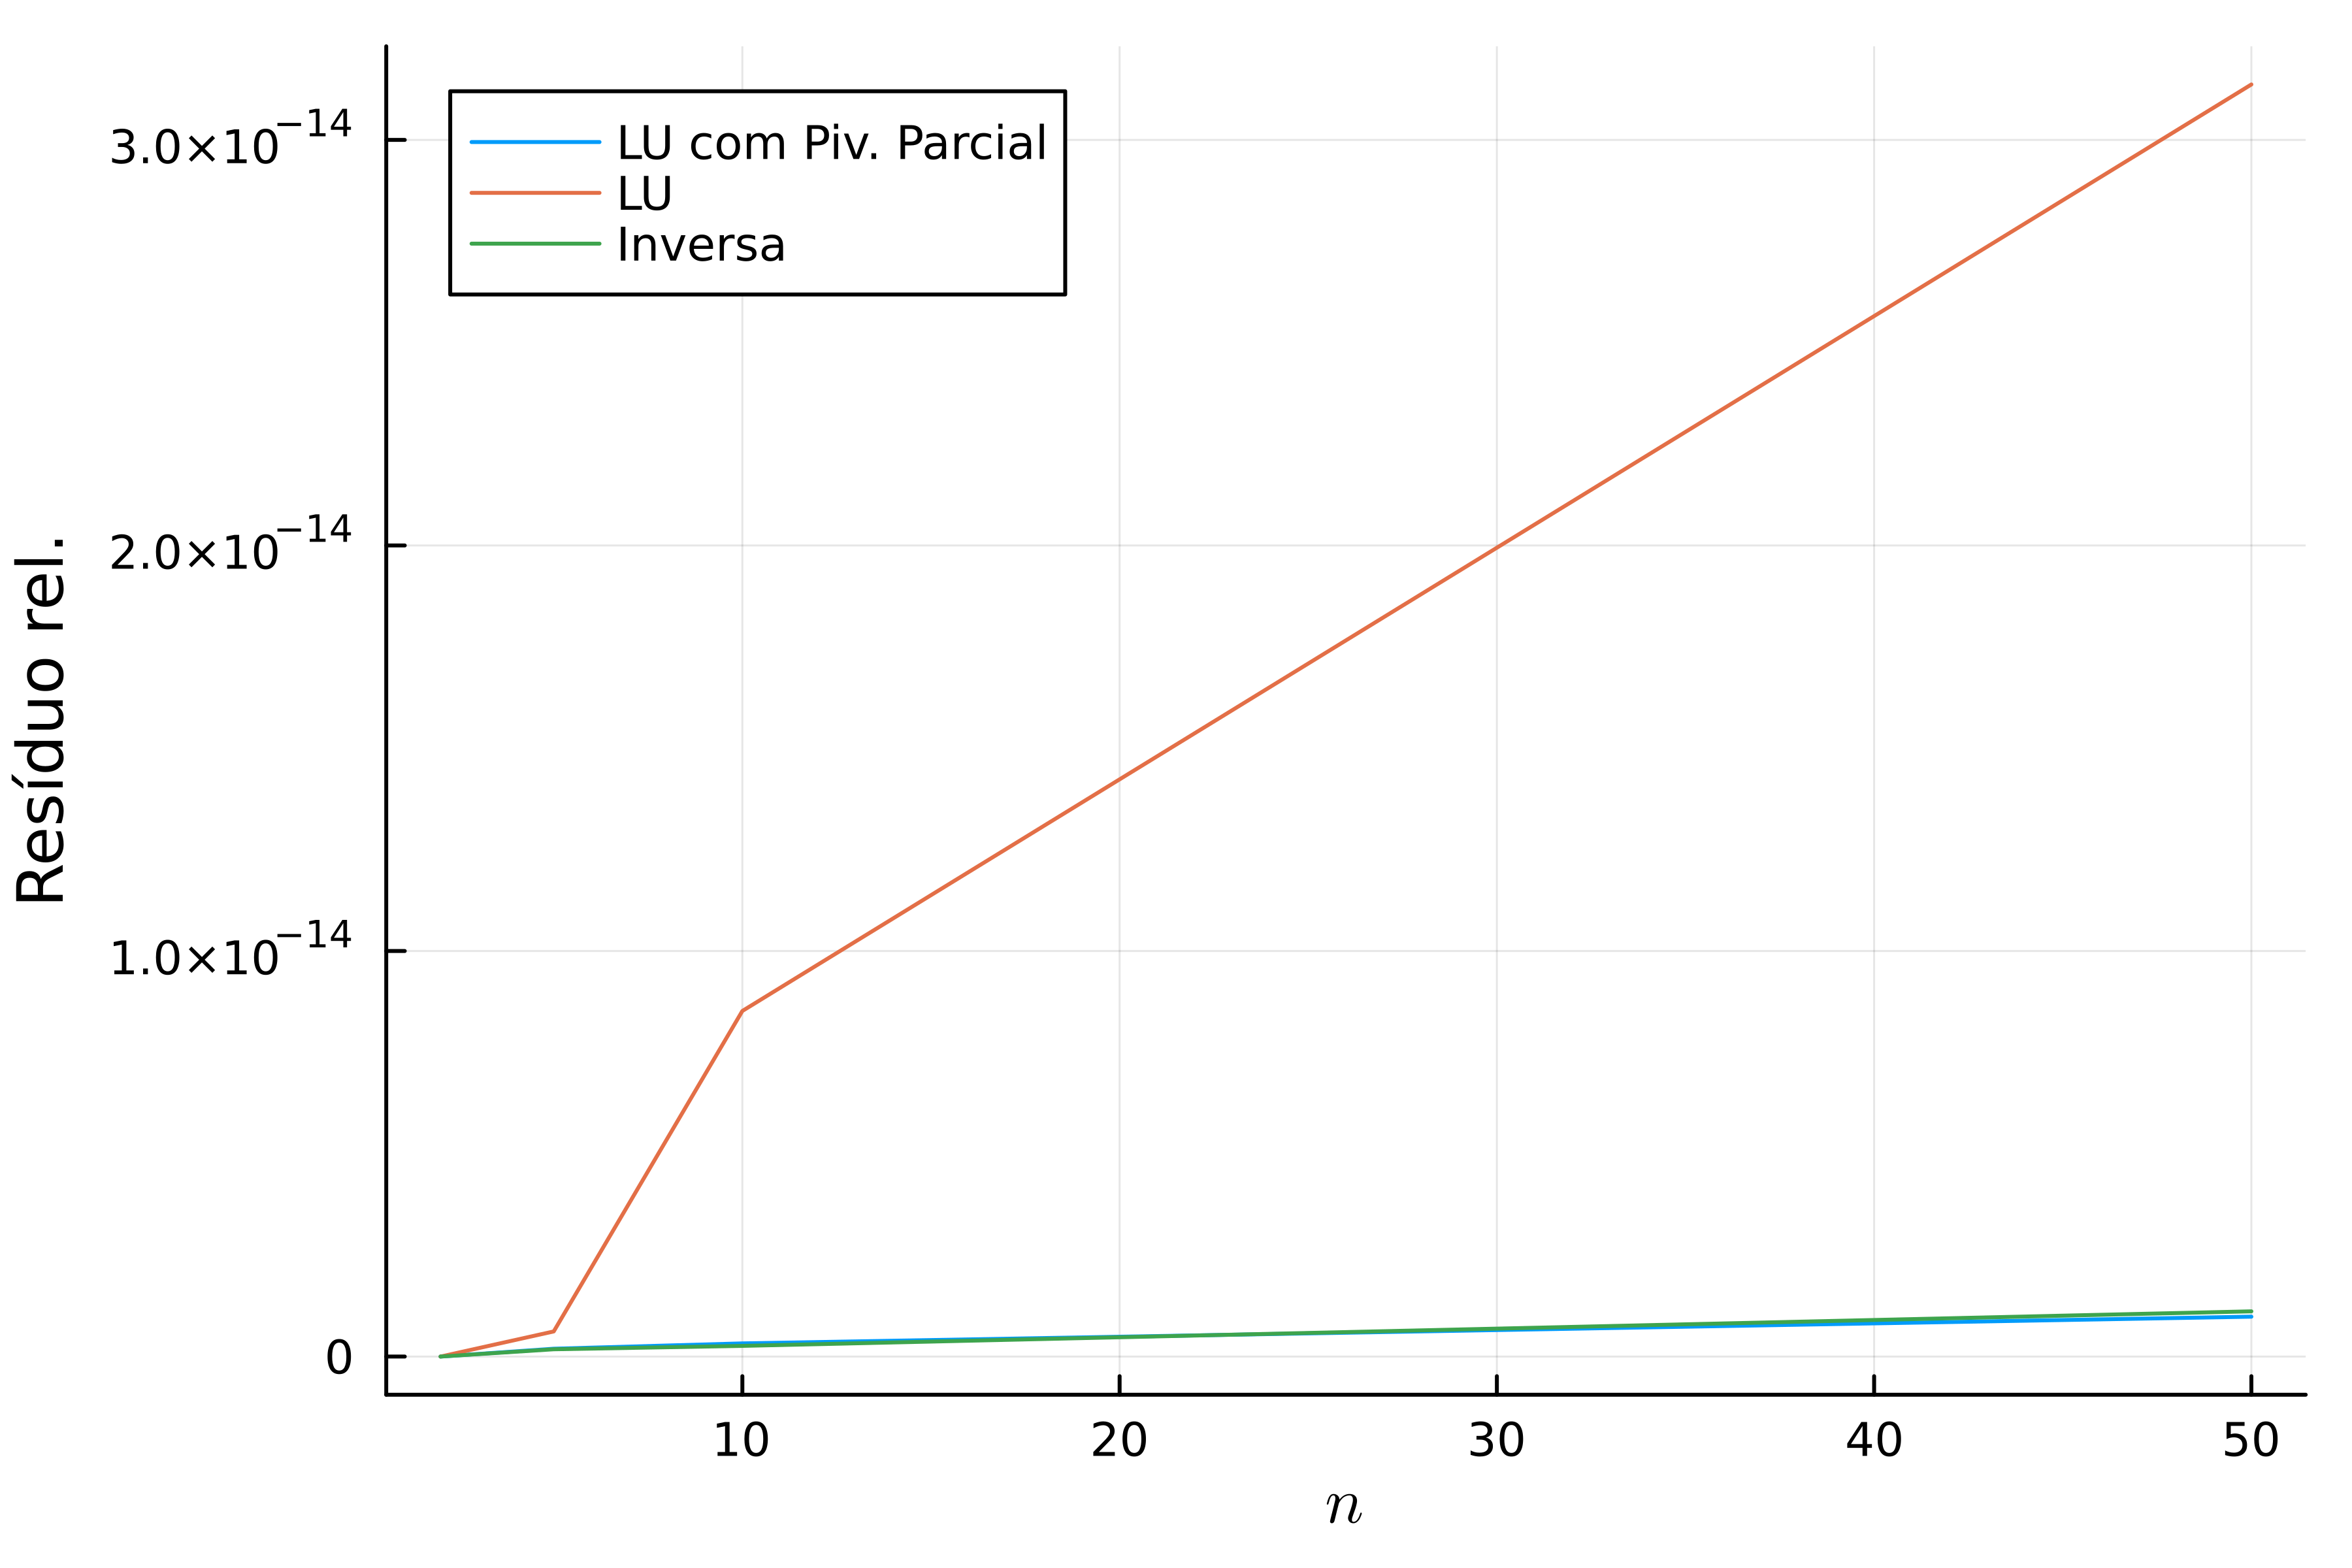 LU com Piv. Parcial
LU
Inversa
3.0×10⁻¹⁴
2.0×10⁻¹⁴
1.0×10⁻¹⁴
0
Resíduo rel.
10 20 30 40 50
n